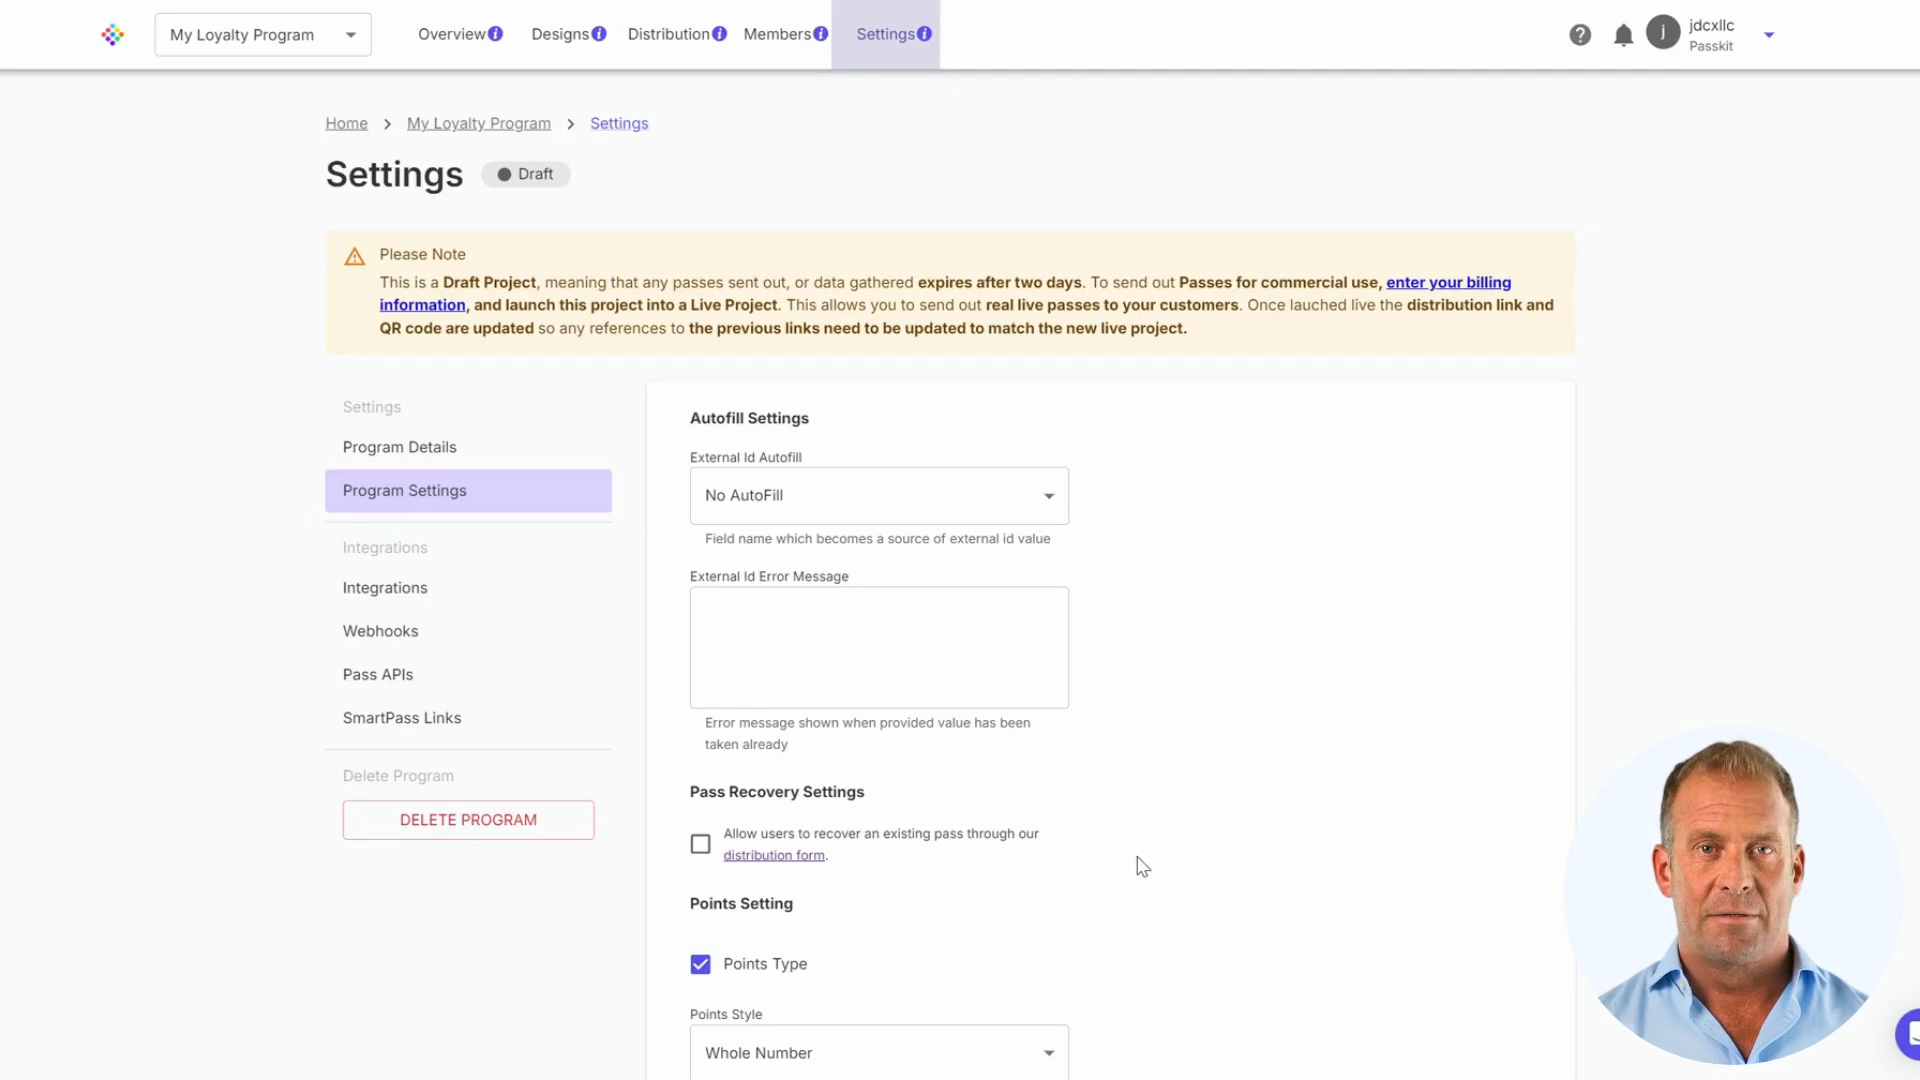 My Loyalty Program
Overview
Designs
Distribution
Members
Settings
jdcxllc
Passkit
j
Home > My Loyalty Program > Settings
Settings
Draft
Please Note
This is a Draft Project, meaning that any passes sent out, or data gathered expires after two days. To send out Passes for commercial use, enter your billing
information, and launch this project into a Live Project. This allows you to send out real live passes to your customers. Once lauched live the distribution link and
QR code are updated so any references to the previous links need to be updated to match the new live project.
Settings
Program Details
Program Settings
Integrations
Integrations
Webhooks
Pass APIs
SmartPass Links
Delete Program
DELETE PROGRAM
Autofill Settings
External Id Autofill
No AutoFill
Field name which becomes a source of external id value
External Id Error Message
Error message shown when provided value has been
taken already
Pass Recovery Settings
Allow users to recover an existing pass through our
distribution form.
Points Setting
Points Type
Points Style
Whole Number